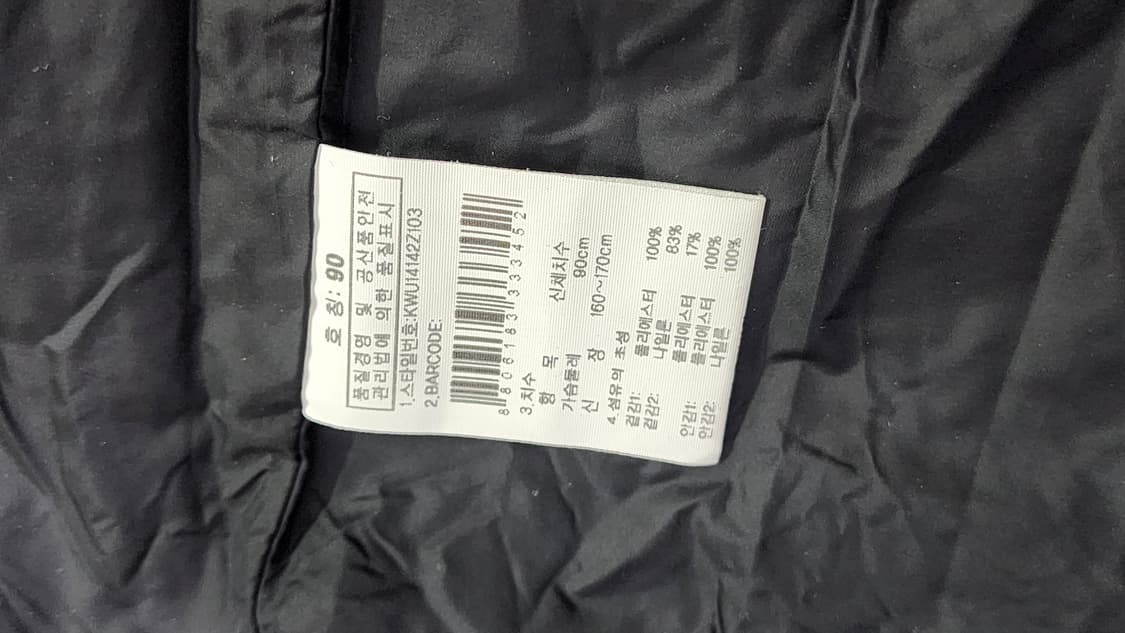 호 칭: 90
품질경영 및 공산품안전
관리법에 의한 품질표시
1.스타일번호:KWU14142Z103
2.BARCODE:
8 806183 333452
3.치수
항 목 신체치수
가슴둘레 90cm
신 장 160~170cm
4.섬유의 조성
겉감1: 폴리에스터 100%
겉감2: 나일론 83%
폴리에스터 17%
안감1: 폴리에스터 100%
안감2: 나일론 100%